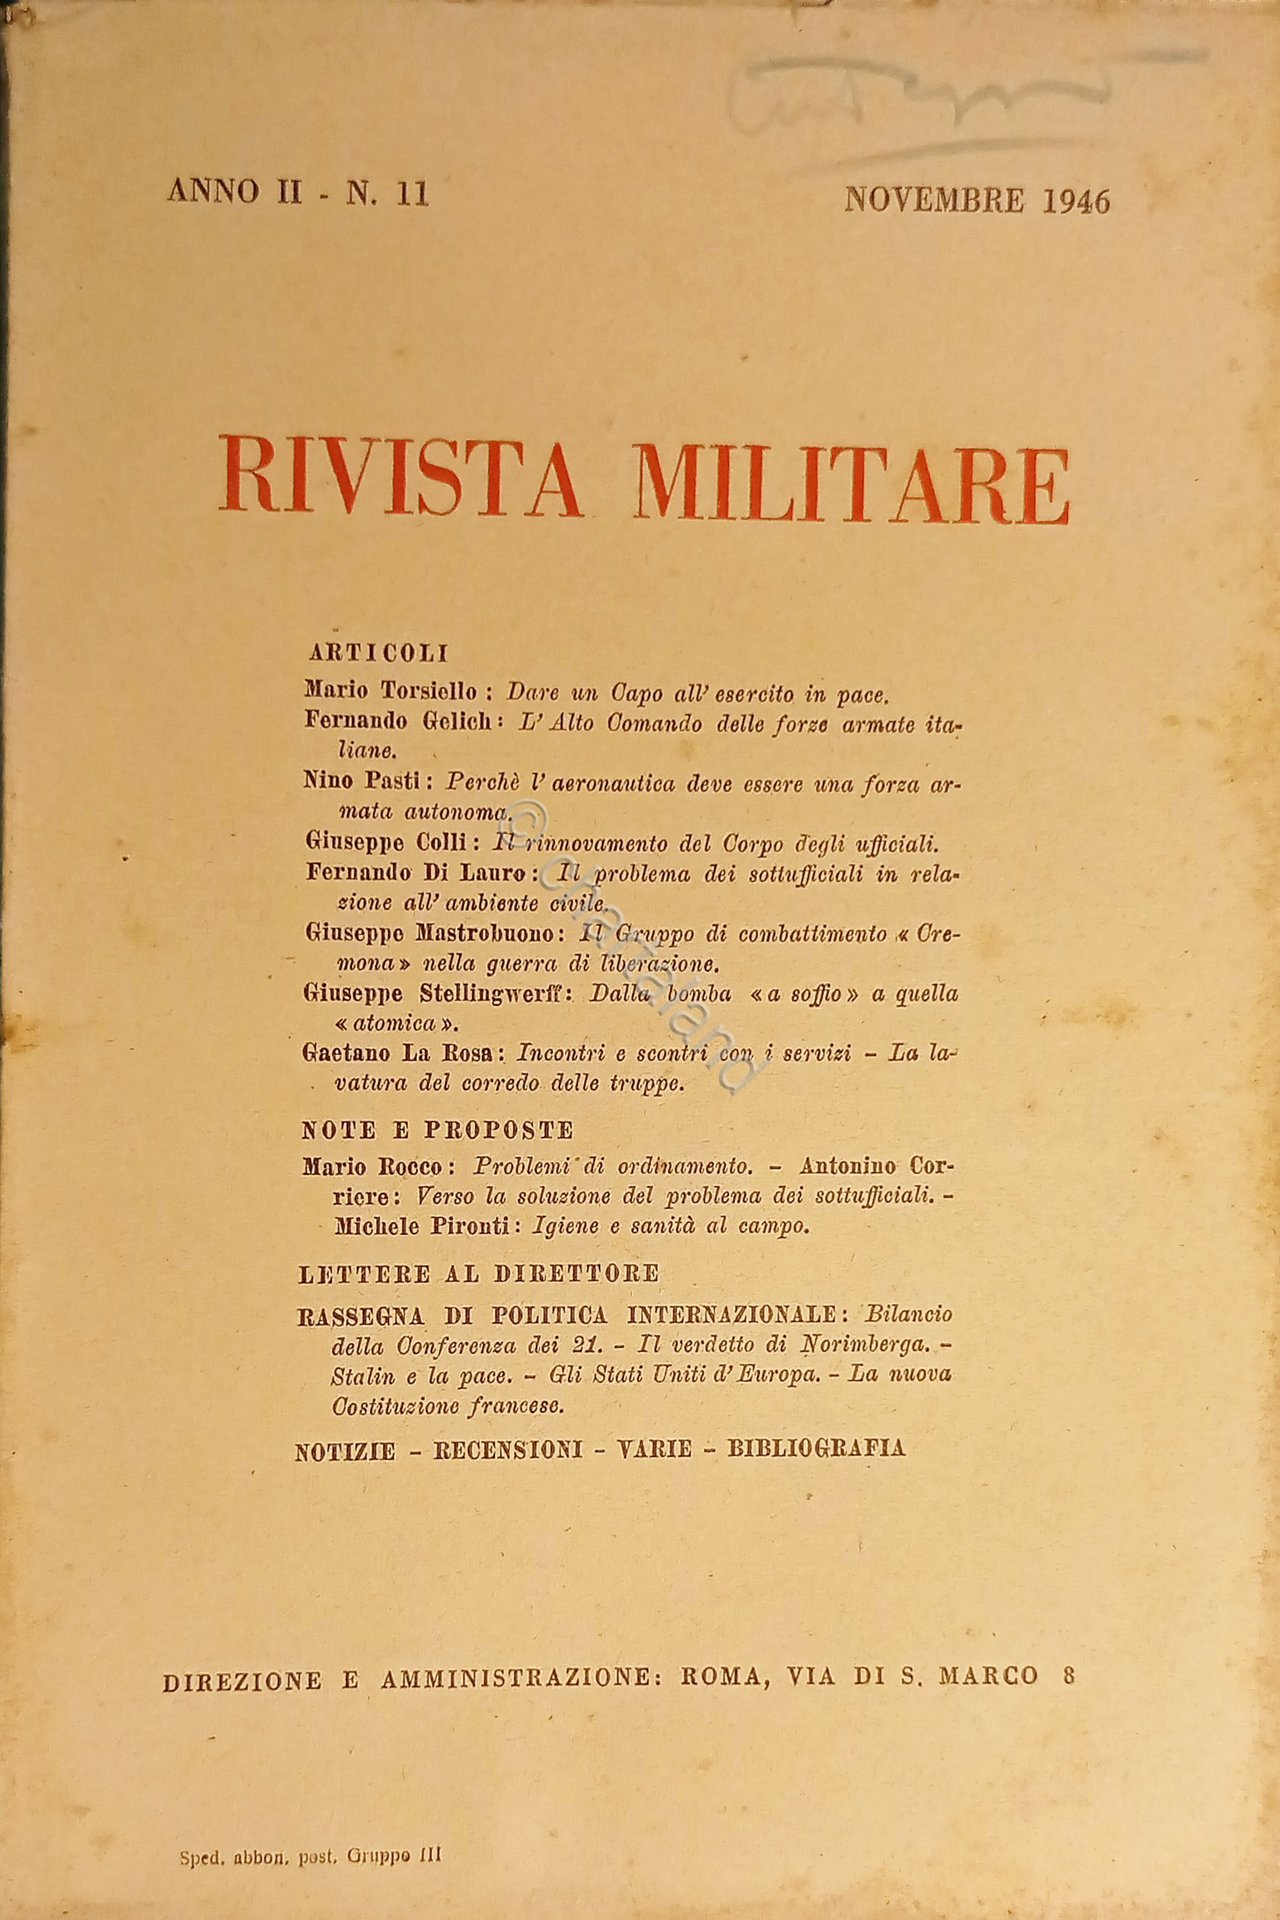 ANNO II - N. 11
NOVEMBRE 1946
RIVISTA MILITARE
ARTICOLI
Mario Torsiello : Dare un Capo all' esercito in pace.
Fernando Gelich : L' Alto Comando delle forze armate ita-
liane.
Nino Pasti : Perchè l' aeronautica deve essere una forza ar-
mata autonoma.
Giuseppe Colli : Il rinnovamento del Corpo degli ufficiali.
Fernando Di Lauro : Il problema dei sottufficiali in rela-
zione all' ambiente civile.
Giuseppe Mastrobuono : Il Gruppo di combattimento « Cre-
mona » nella guerra di liberazione.
Giuseppe Stellingwerff : Dalla bomba « a soffio » a quella
« atomica ».
Gaetano La Rosa : Incontri e scontri con i servizi – La la-
vatura del corredo delle truppe.
NOTE E PROPOSTE
Mario Rocco : Problemi di ordinamento. – Antonino Cor-
riere : Verso la soluzione del problema dei sottufficiali. –
Michele Pironti : Igiene e sanità al campo.
LETTERE AL DIRETTORE
RASSEGNA DI POLITICA INTERNAZIONALE : Bilancio
della Conferenza dei 21. – Il verdetto di Norimberga. –
Stalin e la pace. – Gli Stati Uniti d' Europa. – La nuova
Costituzione francese.
NOTIZIE – RECENSIONI – VARIE – BIBLIOGRAFIA
DIREZIONE E AMMINISTRAZIONE: ROMA, VIA DI S. MARCO 8
Sped. abbon. post. Gruppo III
© chartaland